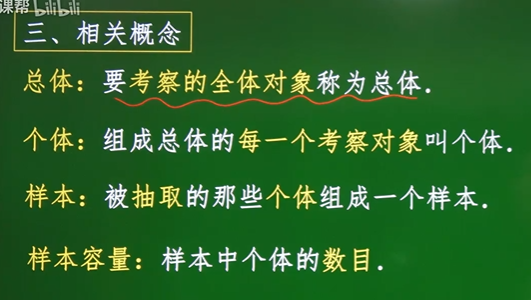 课帮 bilibili
三、相关概念
总体：要考察的全体对象称为总体．
个体：组成总体的每一个考察对象叫个体．
样本：被抽取的那些个体组成一个样本．
样本容量：样本中个体的数目．